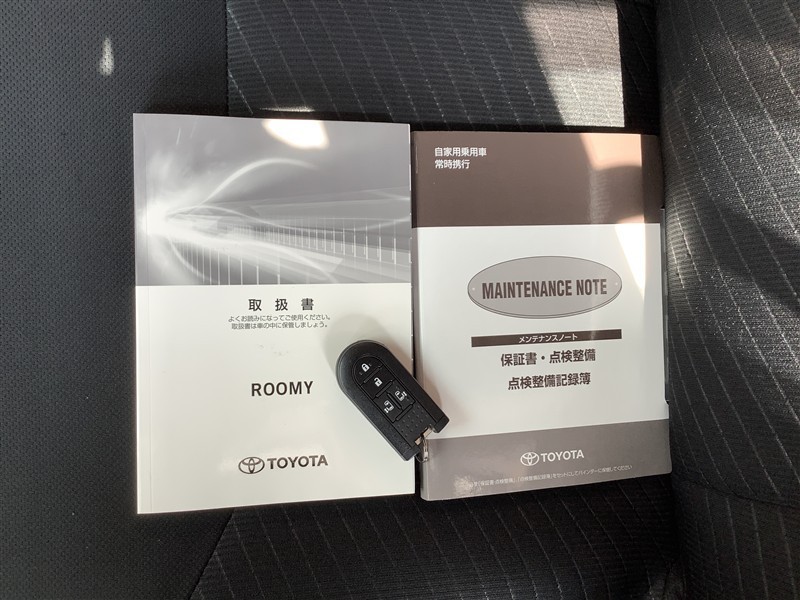 取扱書
よくお読みになってご使用ください。
取扱書は車の中に保管しましょう。
ROOMY
TOYOTA
自家用乗用車
常時携行
MAINTENANCE NOTE
メンテナンスノート
保証書・点検整備
点検整備記録簿
TOYOTA